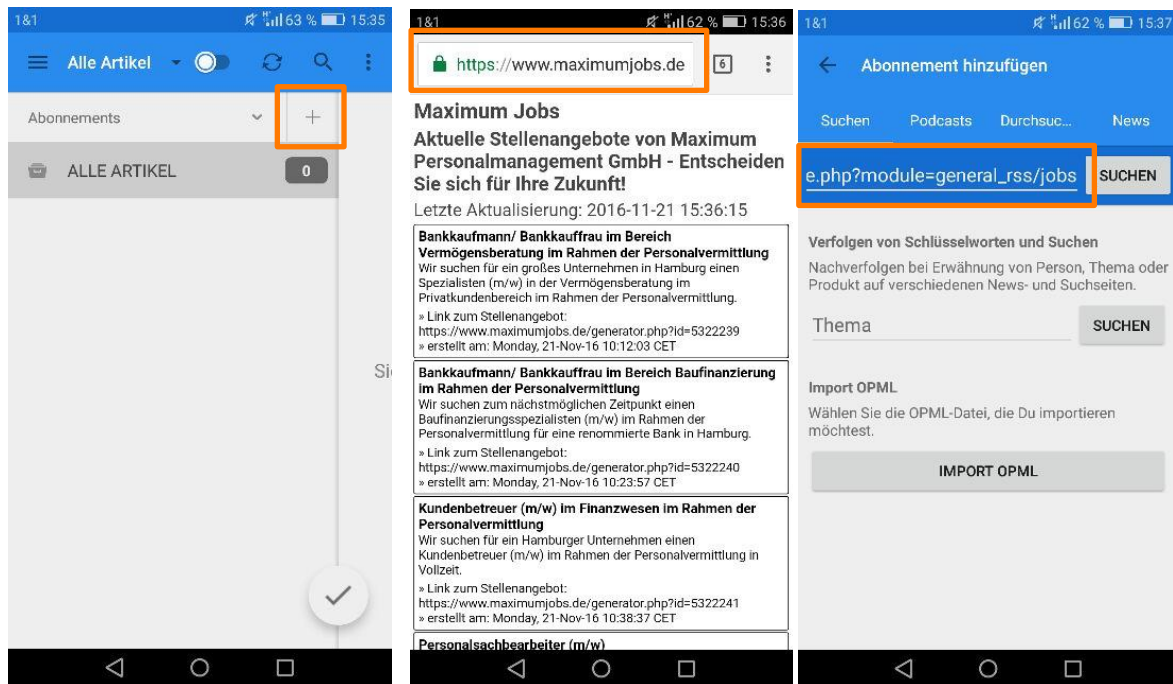 1&1
63 %
15:35
Alle Artikel
Abonnements
+
ALLE ARTIKEL
0
Sie
1&1
62 %
15:36
https://www.maximumjobs.de
6
Maximum Jobs
Aktuelle Stellenangebote von Maximum
Personalmanagement GmbH - Entscheiden
Sie sich für Ihre Zukunft!
Letzte Aktualisierung: 2016-11-21 15:36:15
Bankkaufmann/ Bankkauffrau im Bereich
Vermögensberatung im Rahmen der Personalvermittlung
Wir suchen für ein großes Unternehmen in Hamburg einen
Spezialisten (m/w) in der Vermögensberatung im
Privatkundenbereich im Rahmen der Personalvermittlung.
» Link zum Stellenangebot:
https://www.maximumjobs.de/generator.php?id=5322239
» erstellt am: Monday, 21-Nov-16 10:12:03 CET
Bankkaufmann/ Bankkauffrau im Bereich Baufinanzierung
im Rahmen der Personalvermittlung
Wir suchen zum nächstmöglichen Zeitpunkt einen
Baufinanzierungsspezialisten (m/w) im Rahmen der
Personalvermittlung für eine renommierte Bank in Hamburg.
» Link zum Stellenangebot:
https://www.maximumjobs.de/generator.php?id=5322240
» erstellt am: Monday, 21-Nov-16 10:23:57 CET
Kundenbetreuer (m/w) im Finanzwesen im Rahmen der
Personalvermittlung
Wir suchen für ein Hamburger Unternehmen einen
Kundenbetreuer (m/w) im Rahmen der Personalvermittlung in
Vollzeit.
» Link zum Stellenangebot:
https://www.maximumjobs.de/generator.php?id=5322241
» erstellt am: Monday, 21-Nov-16 10:38:37 CET
Personalsachbearbeiter (m/w)
1&1
62 %
15:37
Abonnement hinzufügen
Suchen Podcasts Durchsuc... News
e.php?module=general_rss/jobs SUCHEN
Verfolgen von Schlüsselworten und Suchen
Nachverfolgen bei Erwähnung von Person, Thema oder
Produkt auf verschiedenen News- und Suchseiten.
Thema SUCHEN
Import OPML
Wählen Sie die OPML-Datei, die Du importieren
möchtest.
IMPORT OPML